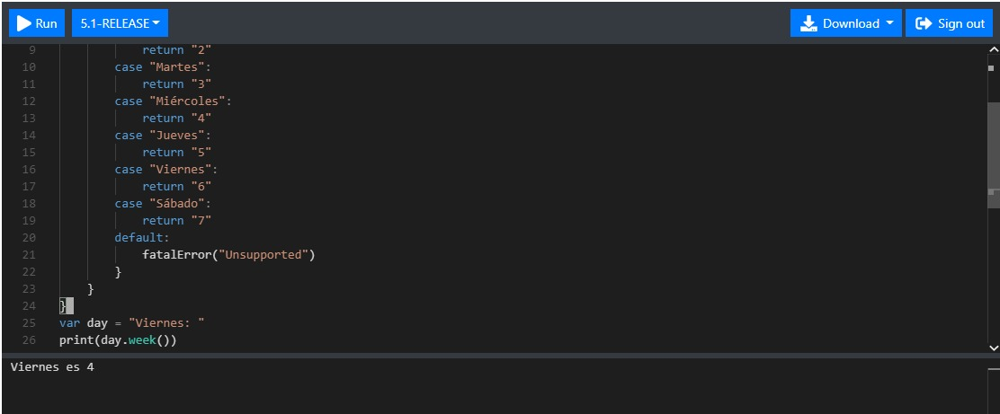 Run 5.1-RELEASE Download Sign out
9 return "2"
10 case "Martes":
11 return "3"
12 case "Miércoles":
13 return "4"
14 case "Jueves":
15 return "5"
16 case "Viernes":
17 return "6"
18 case "Sábado":
19 return "7"
20 default:
21 fatalError("Unsupported")
22 }
23 }
24 }
25 var day = "Viernes: "
26 print(day.week())
Viernes es 4